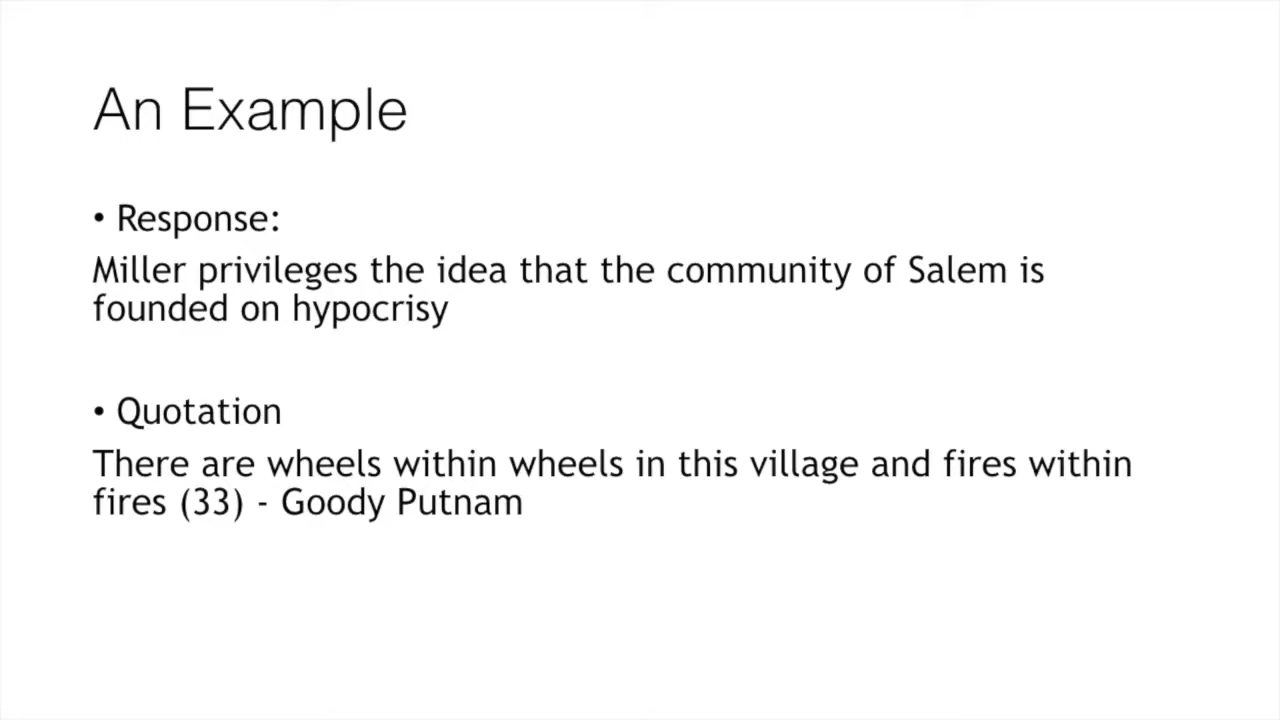 An Example
• Response:
Miller privileges the idea that the community of Salem is
founded on hypocrisy
• Quotation
There are wheels within wheels in this village and fires within
fires (33) - Goody Putnam